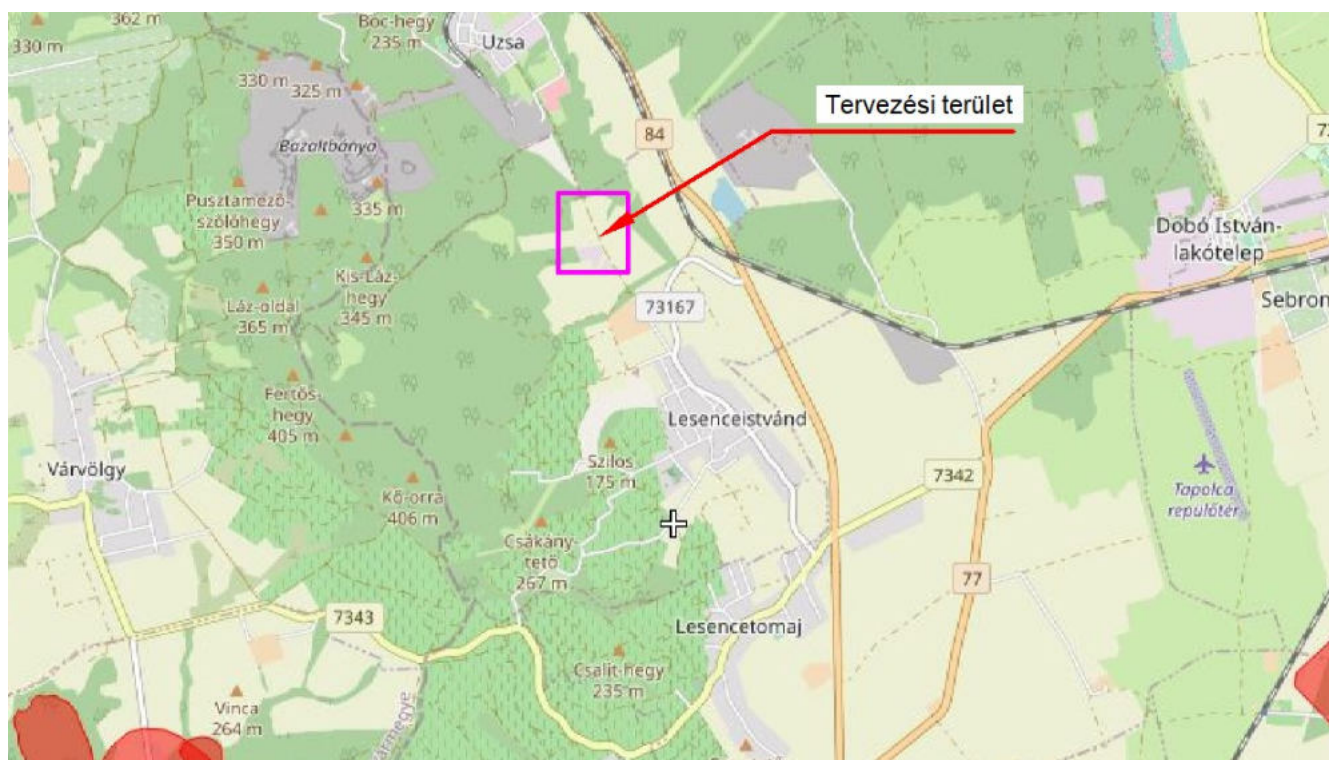 362 m
330 m
Bóc-hegy
235 m
Uzsa
330 m
325 m
Bazaltbánya
Tervezési terület
84
Pusztamező-
szőlőhegy
350 m
335 m
Kis-Láz-
hegy
345 m
Láz-oldal
365 m
73167
Dobó István-
lakótelep
Fertős-
hegy
405 m
Lesenceistvánd
Várvölgy
Szilos
175 m
Kő-orra
406 m
7342
Tapolca
repülőtér
Csákány-
tető
267 m
77
7343
Lesencetomaj
Csalit-hegy
235 m
Vinca
264 m